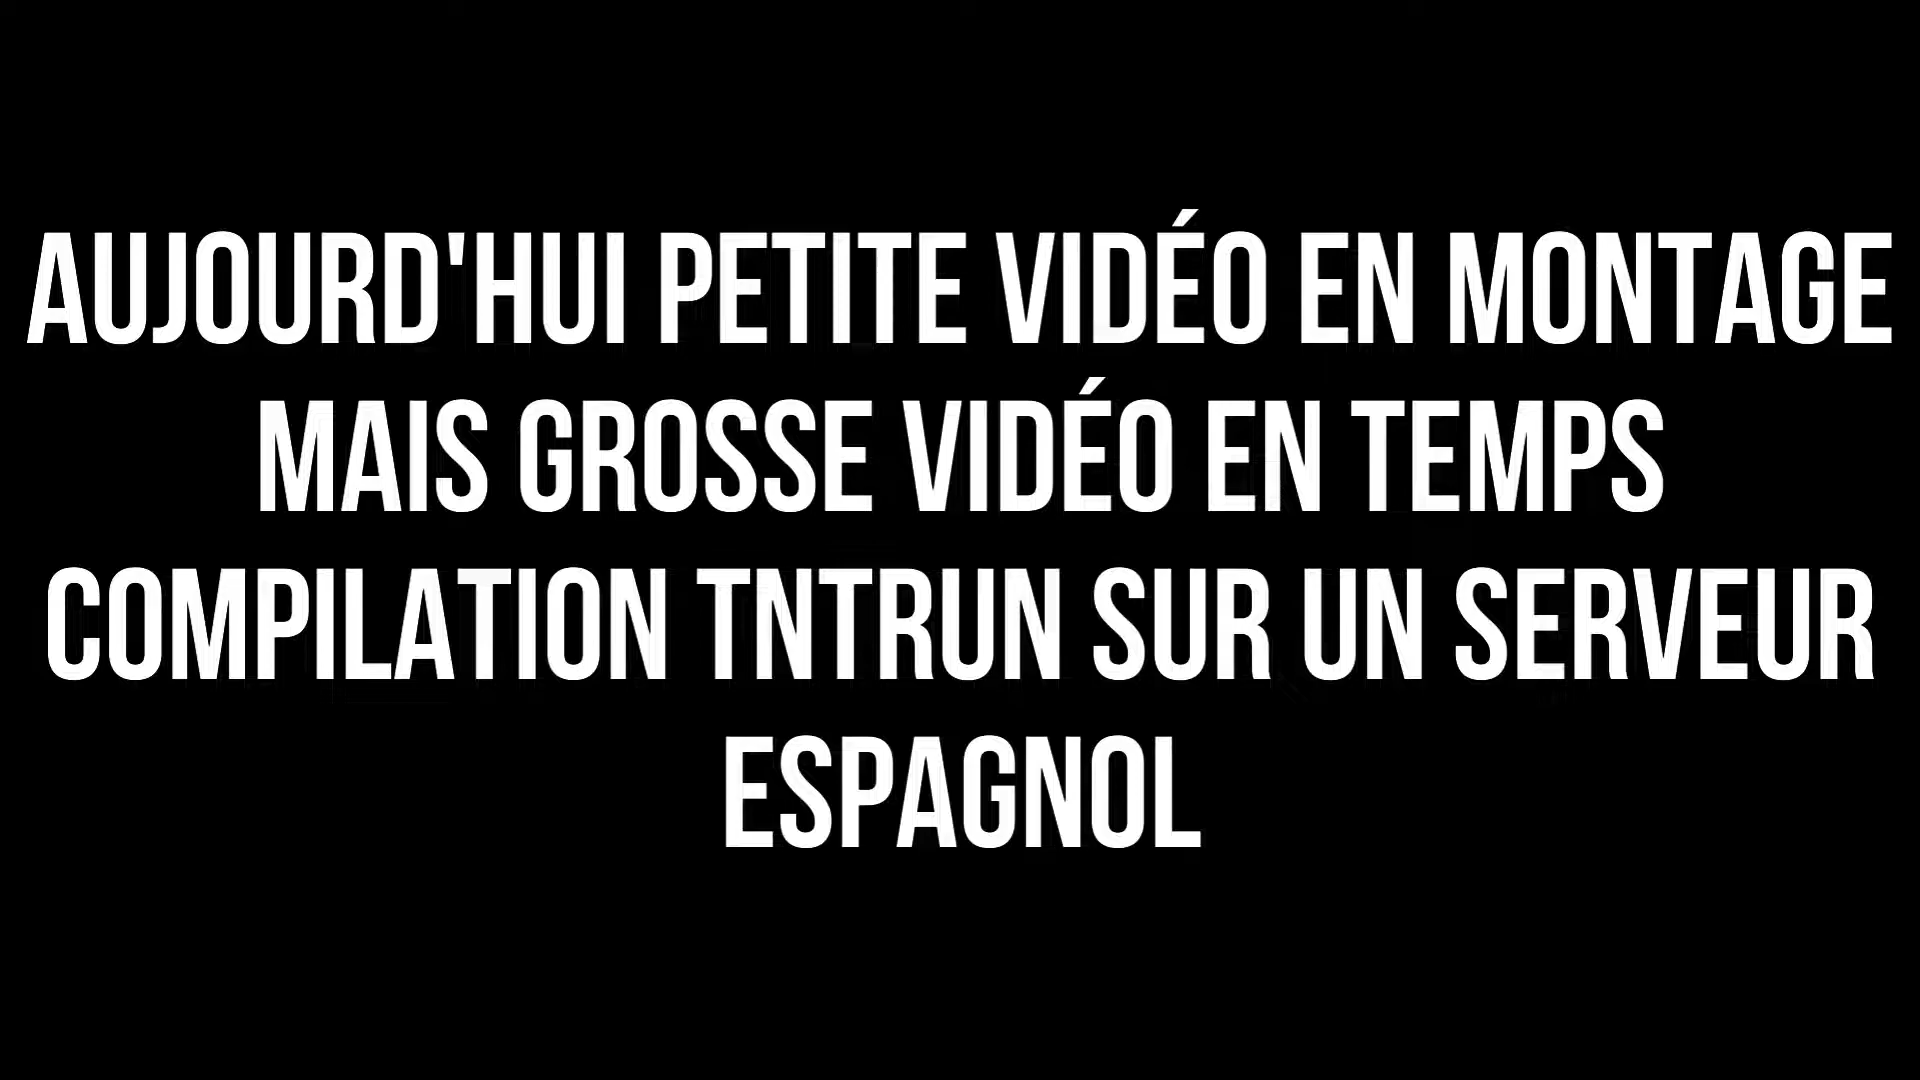 AUJOURD'HUI PETITE VIDÉO EN MONTAGE
MAIS GROSSE VIDÉO EN TEMPS
COMPILATION TNTRUN SUR UN SERVEUR
ESPAGNOL